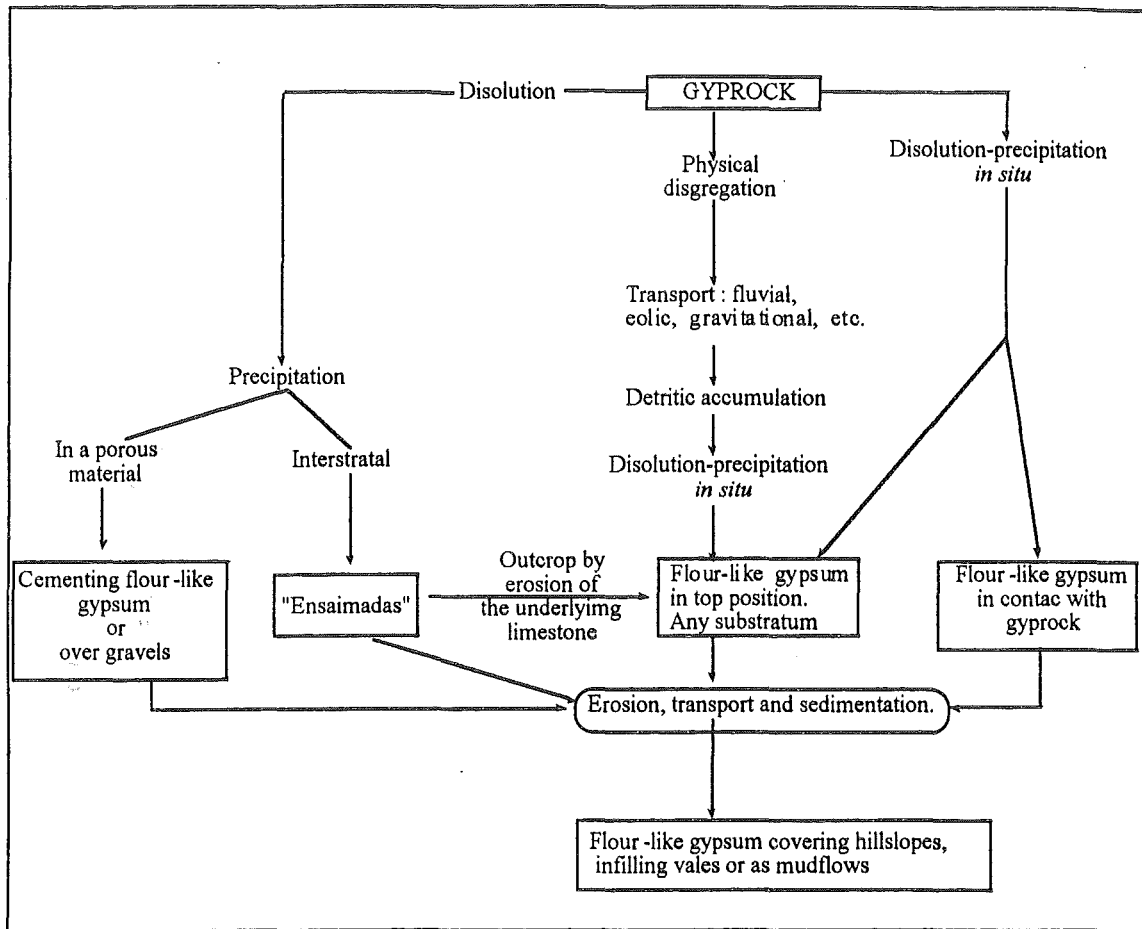 Disolution
GYPROCK
Physical
disgregation
Disolution-precipitation
in situ
Transport : fluvial,
eolic, gravitational, etc.
Precipitation
Detritic accumulation
In a porous
material
Interstratal
Disolution-precipitation
in situ
Cementing flour-like
gypsum
or
over gravels
"Ensaimadas"
Outcrop by
erosion of
the underlyimg
limestone
Flour-like gypsum
in top position.
Any substratum
Flour-like gypsum
in contac with
gyprock
Erosion, transport and sedimentation.
Flour-like gypsum covering hillslopes,
infilling vales or as mudflows